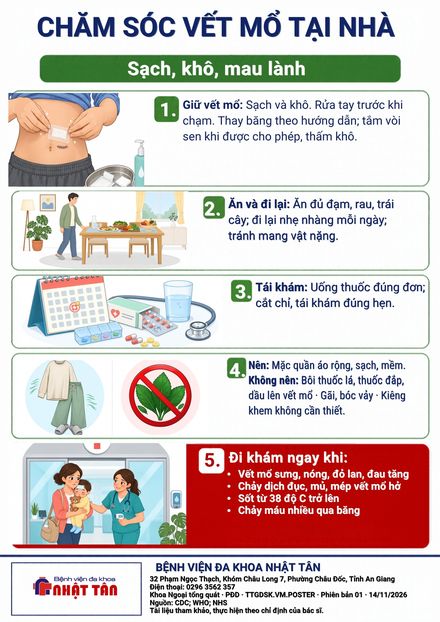 CHĂM SÓC VẾT MỔ TẠI NHÀ
Sạch, khô, mau lành
1. Giữ vết mổ: Sạch và khô. Rửa tay trước khi
chạm. Thay băng theo hướng dẫn; tắm vòi
sen khi được cho phép, thấm khô.
2. Ăn và đi lại: Ăn đủ đạm, rau, trái
cây; đi lại nhẹ nhàng mỗi ngày;
tránh mang vật nặng.
3. Tái khám: Uống thuốc đúng đơn;
cắt chỉ, tái khám đúng hẹn.
4. Nên: Mặc quần áo rộng, sạch, mềm.
Không nên: Bôi thuốc lá, thuốc đắp,
dầu lên vết mổ · Gãi, bóc vảy · Kiêng
khem không cần thiết.
5. Đi khám ngay khi:
• Vết mổ sưng, nóng, đỏ lan, đau tăng
• Chảy dịch đục, mủ, mép vết mổ hở
• Sốt từ 38 độ C trở lên
• Chảy máu nhiều qua băng
Bệnh viện đa khoa
NHẬT TÂN
BỆNH VIỆN ĐA KHOA NHẬT TÂN
32 Phạm Ngọc Thạch, Khóm Châu Long 7, Phường Châu Đốc, Tỉnh An Giang
Điện thoại: 0296 3562 357
Khoa Ngoại tổng quát · PĐD · TTGDSK.VM.POSTER · Phiên bản 01 · 14/11/2026
Nguồn: CDC; WHO; NHS
Tài liệu tham khảo, thực hiện theo chỉ định của bác sĩ.